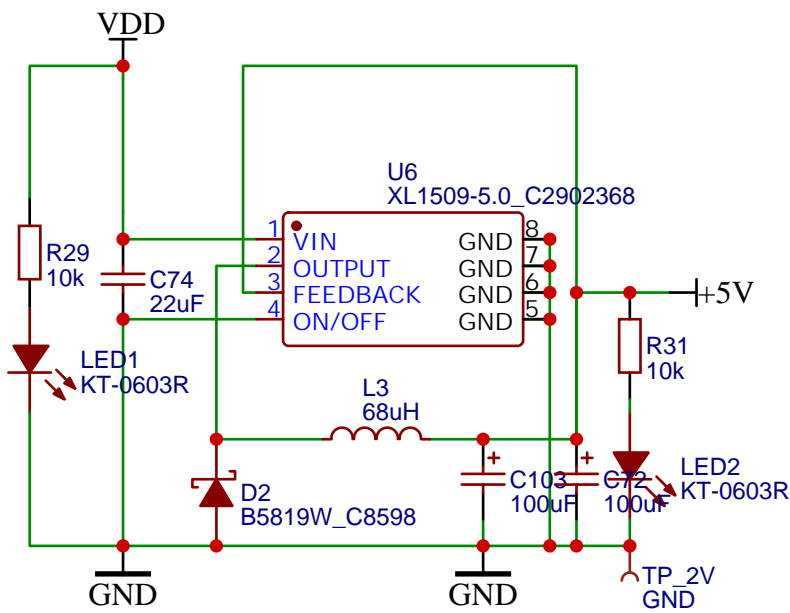 VDD
U6
XL1509-5.0_C2902368
1 VIN GND 8
2 OUTPUT GND 7
3 FEEDBACK GND 6
4 ON/OFF GND 5
R29
10k
C74
22uF
+5V
R31
10k
LED1
KT-0603R
L3
68uH
D2
B5819W_C8598
+
C103
100uF
+
C72
100uF
LED2
KT-0603R
GND
GND
TP_2V
GND